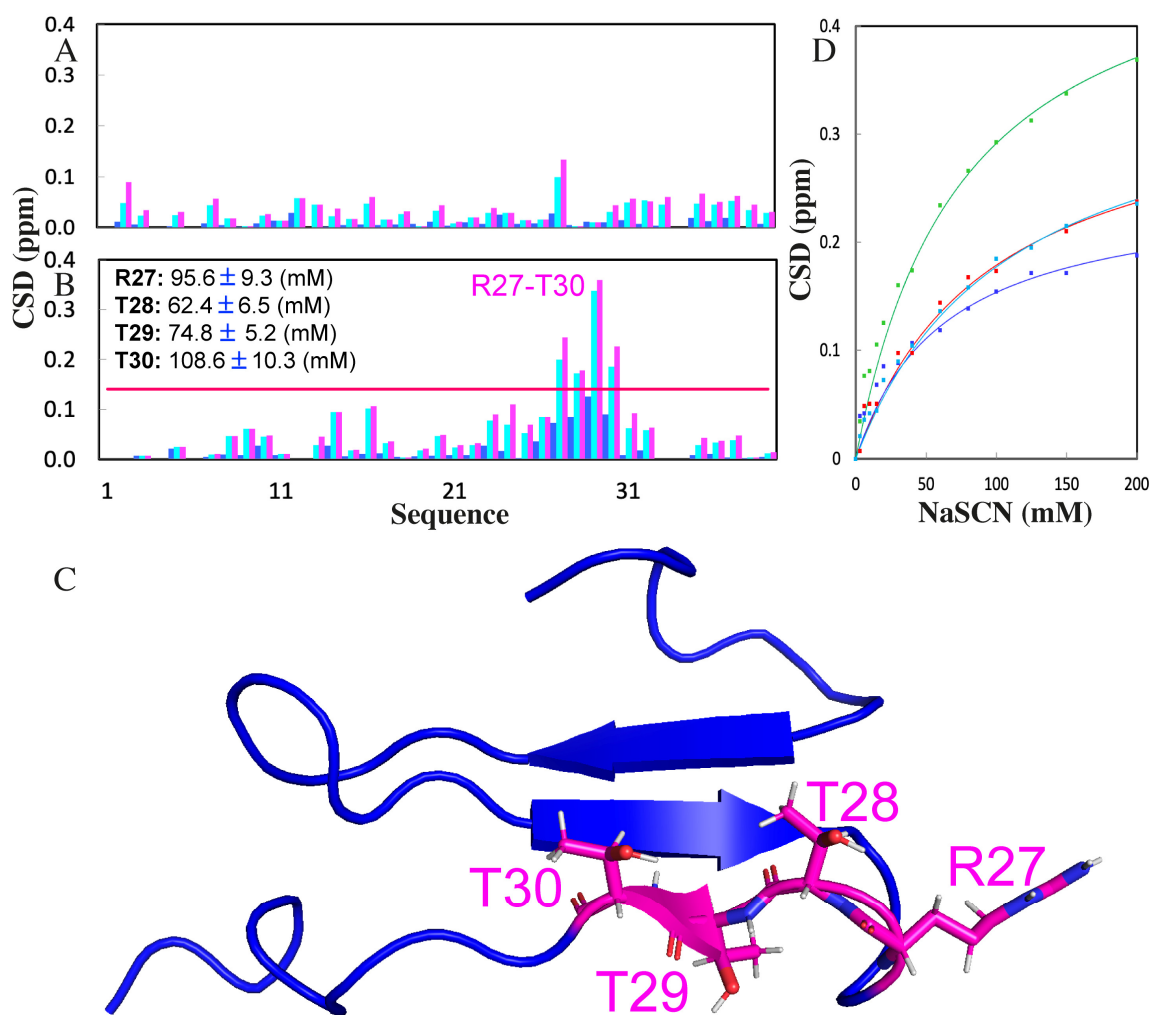 A
0.4
0.3
0.2
0.1
0.0
CSD (ppm)
B
0.4
0.3
0.2
0.1
0.0
R27: 95.6 ± 9.3 (mM)
T28: 62.4 ± 6.5 (mM)
T29: 74.8 ± 5.2 (mM)
T30: 108.6 ± 10.3 (mM)
R27-T30
1 11 21 31
Sequence
D
0.4
0.3
0.2
0.1
0
CSD (ppm)
0 50 100 150 200
NaSCN (mM)
C
T28
R27
T30
T29